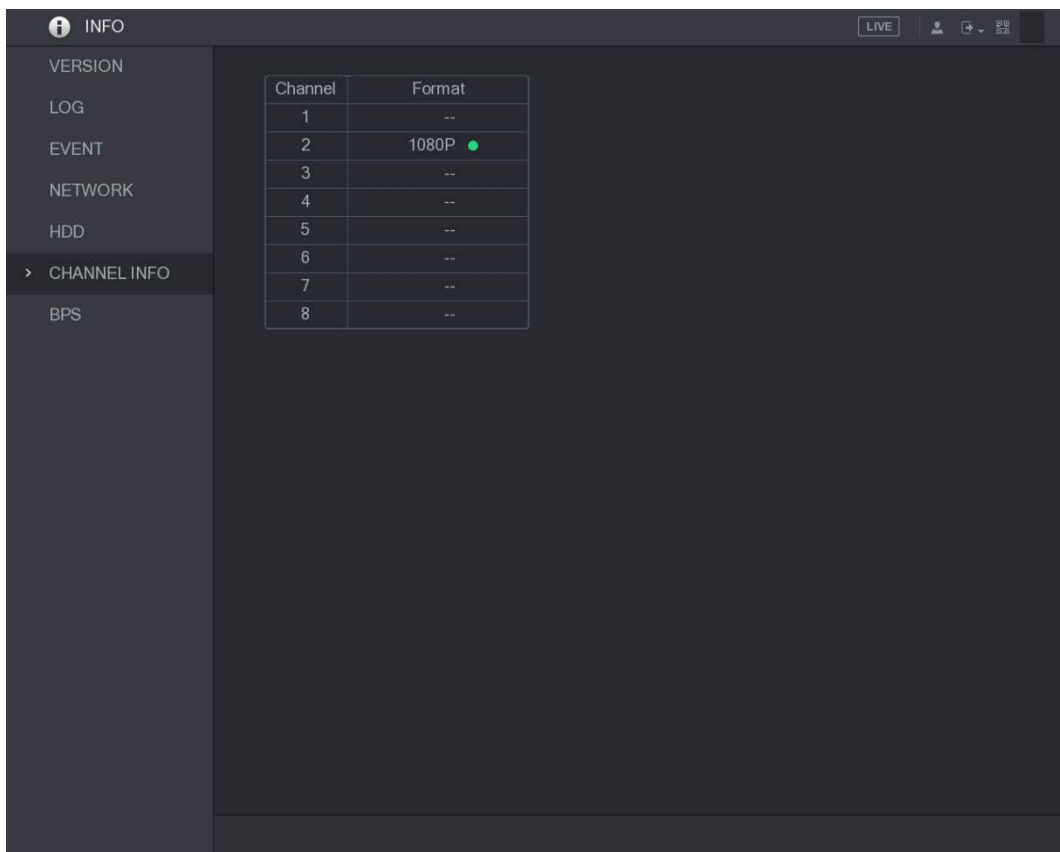 INFO
LIVE
VERSION
LOG
EVENT
NETWORK
HDD
> CHANNEL INFO
BPS
Channel Format
1 --
2 1080P
3 --
4 --
5 --
6 --
7 --
8 --